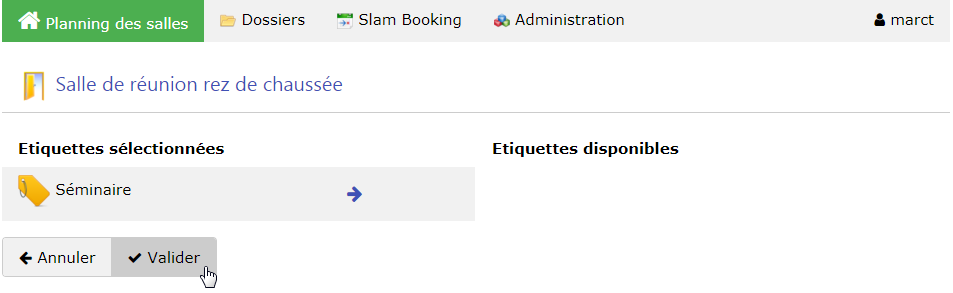 Planning des salles Dossiers Slam Booking Administration marct
Salle de réunion rez de chaussée
Etiquettes sélectionnées Etiquettes disponibles
Séminaire
Annuler Valider